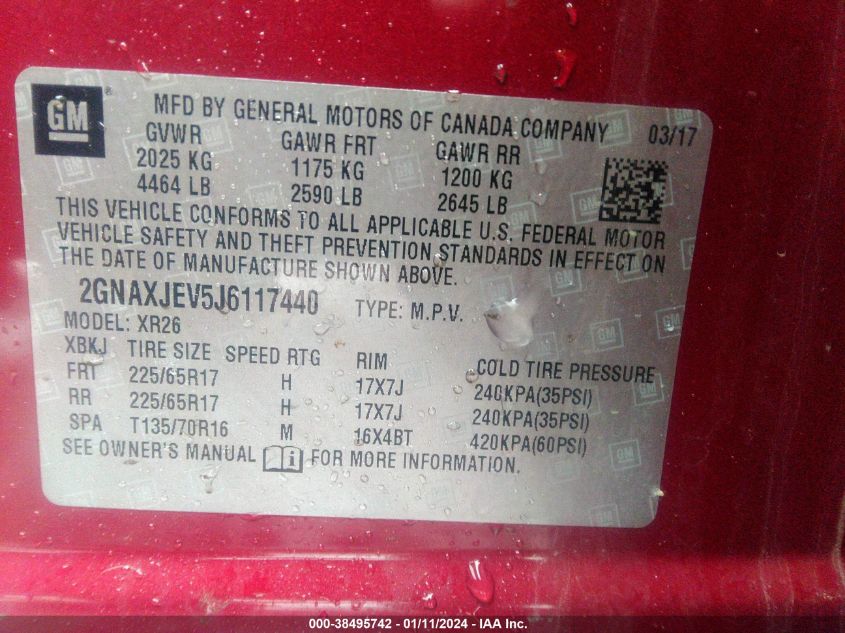 GM
MFD BY GENERAL MOTORS OF CANADA COMPANY 03/17
GVWR GAWR FRT GAWR RR
2025 KG 1175 KG 1200 KG
4464 LB 2590 LB 2645 LB
THIS VEHICLE CONFORMS TO ALL APPLICABLE U.S. FEDERAL MOTOR
VEHICLE SAFETY AND THEFT PREVENTION STANDARDS IN EFFECT ON
THE DATE OF MANUFACTURE SHOWN ABOVE.
2GNAXJEV5J6117440 TYPE: M.P.V.
MODEL: XR26
XBKJ TIRE SIZE SPEED RTG RIM COLD TIRE PRESSURE
FRT 225/65R17 H 17X7J 240KPA(35PSI)
RR 225/65R17 H 17X7J 240KPA(35PSI)
SPA T135/70R16 M 16X4BT 420KPA(60PSI)
SEE OWNER'S MANUAL FOR MORE INFORMATION.
000-38495742 - 01/11/2024 - IAA Inc.